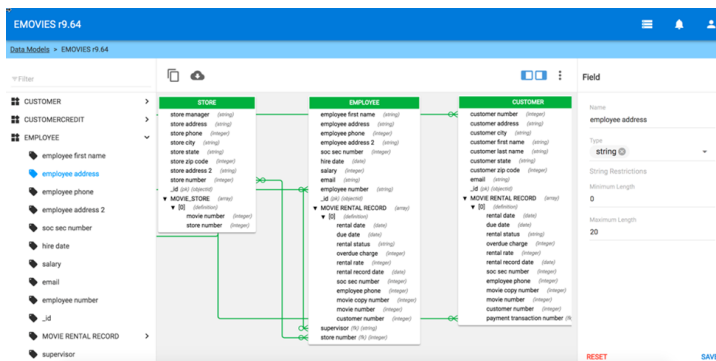 EMOVIES r9.64
Data Models > EMOVIES r9.64
Filter
CUSTOMER
CUSTOMERCREDIT
EMPLOYEE
employee first name
employee address
employee phone
employee address 2
soc sec number
hire date
salary
email
employee number
_id
MOVIE RENTAL RECORD
supervisor
STORE
store manager (string)
store address (string)
store phone (integer)
store city (string)
store state (string)
store zip code (integer)
store address 2 (string)
store number (integer)
_id (pk) (objectId)
MOVIE_STORE (array)
[0] (definition)
movie number (integer)
store number (integer)
EMPLOYEE
employee first name (string)
employee address (string)
employee phone (integer)
employee address 2 (string)
soc sec number (integer)
hire date (date)
salary (integer)
email (string)
employee number (string)
_id (pk) (objectId)
MOVIE RENTAL RECORD (array)
[0] (definition)
rental date (date)
due date (date)
rental status (string)
overdue charge (integer)
rental rate (integer)
rental record date (date)
soc sec number (integer)
employee phone (integer)
movie copy number (integer)
movie number (integer)
customer number (integer)
supervisor (fk) (string)
store number (fk) (integer)
CUSTOMER
customer number (integer)
customer address (string)
customer city (string)
customer first name (string)
customer last name (string)
customer state (string)
customer zip code (integer)
email (string)
_id (pk) (objectId)
MOVIE RENTAL RECORD (array)
[0] (definition)
rental date (date)
due date (date)
rental status (string)
overdue charge (integer)
rental rate (integer)
rental record date (date)
soc sec number (integer)
employee phone (integer)
movie copy number (integer)
movie number (integer)
customer number (integer)
payment transaction number
Field
Name
employee address
Type
string
String Restrictions
Minimum Length
0
Maximum Length
20
RESET
SAVE